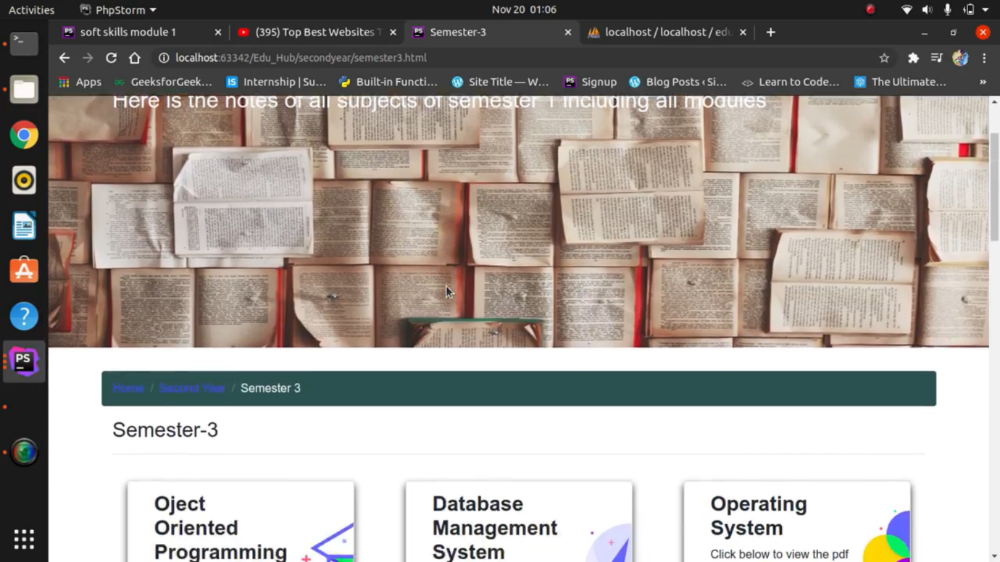 Activities PhpStorm Nov 20 01:06
soft skills module 1 (395) Top Best Websites T Semester-3 localhost / localhost / edu
localhost:63342/Edu_Hub/secondyear/semester3.html
Apps GeeksforGeek... Internship | Su... Built-in Functi... Site Title — W... Signup Blog Posts ‹ Si... Learn to Code... The Ultimate... »
Here is the notes of all subjects of semester 1 including all modules
Home / Second Year / Semester 3
Semester-3
Oject
Oriented
Programming
Database
Management
System
Operating
System
Click below to view the pdf